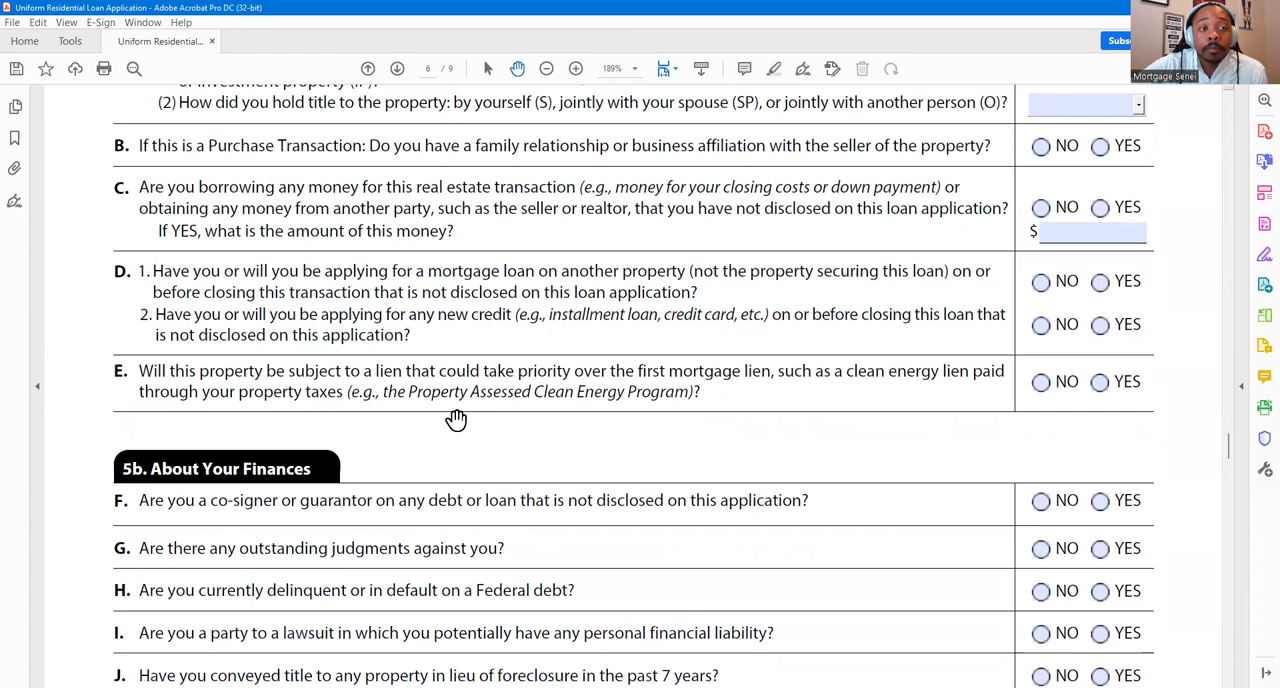 Uniform Residential Loan Application - Adobe Acrobat Pro DC (32-bit)
File Edit View E-Sign Window Help
Home Tools Uniform Residential... × Subs
6 / 9 189%
Mortgage Senei
(2) How did you hold title to the property: by yourself (S), jointly with your spouse (SP), or jointly with another person (O)?
B. If this is a Purchase Transaction: Do you have a family relationship or business affiliation with the seller of the property? NO YES
C. Are you borrowing any money for this real estate transaction (e.g., money for your closing costs or down payment) or
obtaining any money from another party, such as the seller or realtor, that you have not disclosed on this loan application? NO YES
If YES, what is the amount of this money? $
D. 1. Have you or will you be applying for a mortgage loan on another property (not the property securing this loan) on or NO YES
before closing this transaction that is not disclosed on this loan application?
2. Have you or will you be applying for any new credit (e.g., installment loan, credit card, etc.) on or before closing this loan that NO YES
is not disclosed on this application?
E. Will this property be subject to a lien that could take priority over the first mortgage lien, such as a clean energy lien paid NO YES
through your property taxes (e.g., the Property Assessed Clean Energy Program)?
5b. About Your Finances
F. Are you a co-signer or guarantor on any debt or loan that is not disclosed on this application? NO YES
G. Are there any outstanding judgments against you? NO YES
H. Are you currently delinquent or in default on a Federal debt? NO YES
I. Are you a party to a lawsuit in which you potentially have any personal financial liability? NO YES
J. Have you conveyed title to any property in lieu of foreclosure in the past 7 years? NO YES